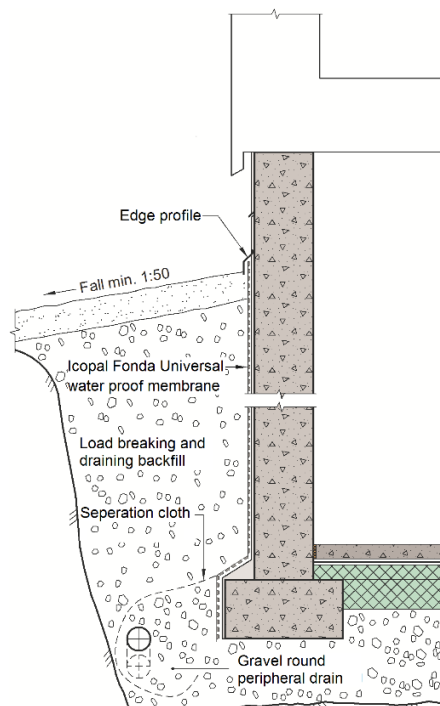 Edge profile
Fall min. 1:50
Icopal Fonda Universal
water proof membrane
Load breaking and
draining backfill
Seperation cloth
Gravel round
peripheral drain